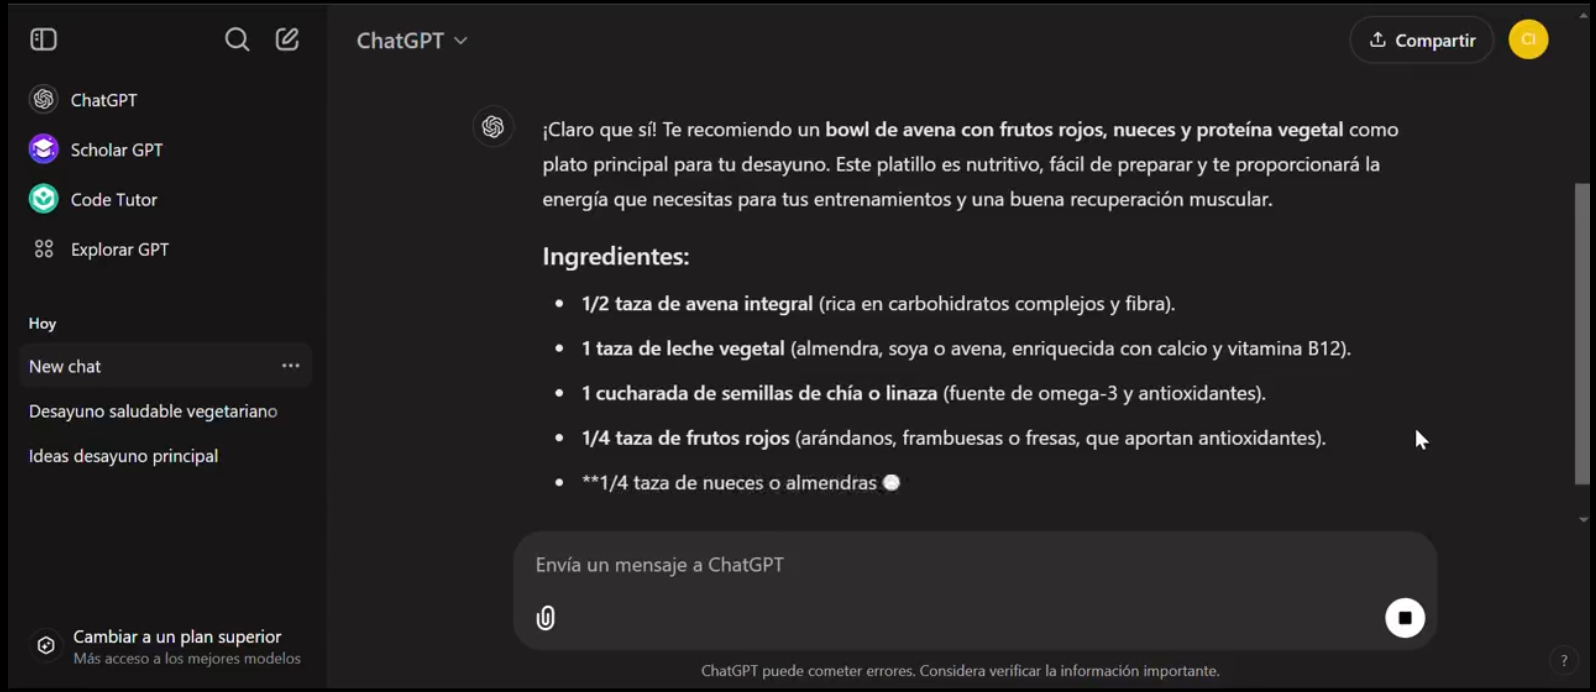 ChatGPT
Compartir
CI
ChatGPT
Scholar GPT
Code Tutor
Explorar GPT
Hoy
New chat
Desayuno saludable vegetariano
Ideas desayuno principal
Cambiar a un plan superior
Más acceso a los mejores modelos
¡Claro que sí! Te recomiendo un bowl de avena con frutos rojos, nueces y proteína vegetal como
plato principal para tu desayuno. Este platillo es nutritivo, fácil de preparar y te proporcionará la
energía que necesitas para tus entrenamientos y una buena recuperación muscular.
Ingredientes:
• 1/2 taza de avena integral (rica en carbohidratos complejos y fibra).
• 1 taza de leche vegetal (almendra, soya o avena, enriquecida con calcio y vitamina B12).
• 1 cucharada de semillas de chía o linaza (fuente de omega-3 y antioxidantes).
• 1/4 taza de frutos rojos (arándanos, frambuesas o fresas, que aportan antioxidantes).
• **1/4 taza de nueces o almendras
Envía un mensaje a ChatGPT
ChatGPT puede cometer errores. Considera verificar la información importante.
?